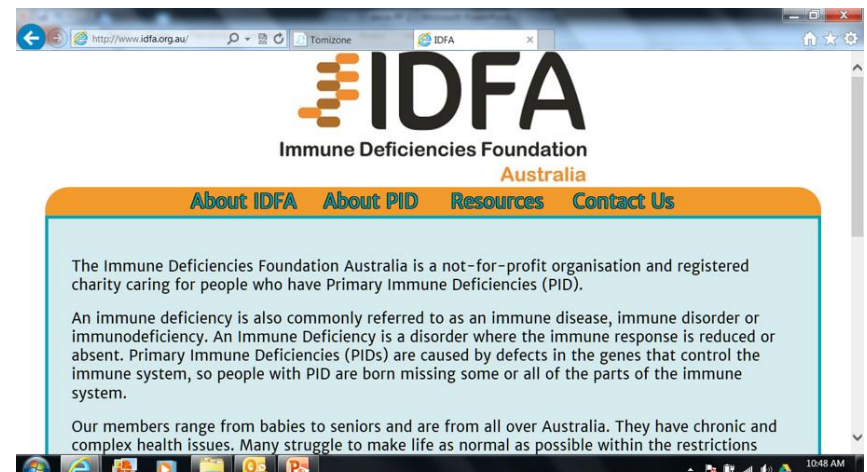 http://www.idfa.org.au/ Tomizone IDFA
IDFA
Immune Deficiencies Foundation
Australia
About IDFA About PID Resources Contact Us
The Immune Deficiencies Foundation Australia is a not-for-profit organisation and registered
charity caring for people who have Primary Immune Deficiencies (PID).
An immune deficiency is also commonly referred to as an immune disease, immune disorder or
immunodeficiency. An Immune Deficiency is a disorder where the immune response is reduced or
absent. Primary Immune Deficiencies (PIDs) are caused by defects in the genes that control the
immune system, so people with PID are born missing some or all of the parts of the immune
system.
Our members range from babies to seniors and are from all over Australia. They have chronic and
complex health issues. Many struggle to make life as normal as possible within the restrictions
10:48 AM